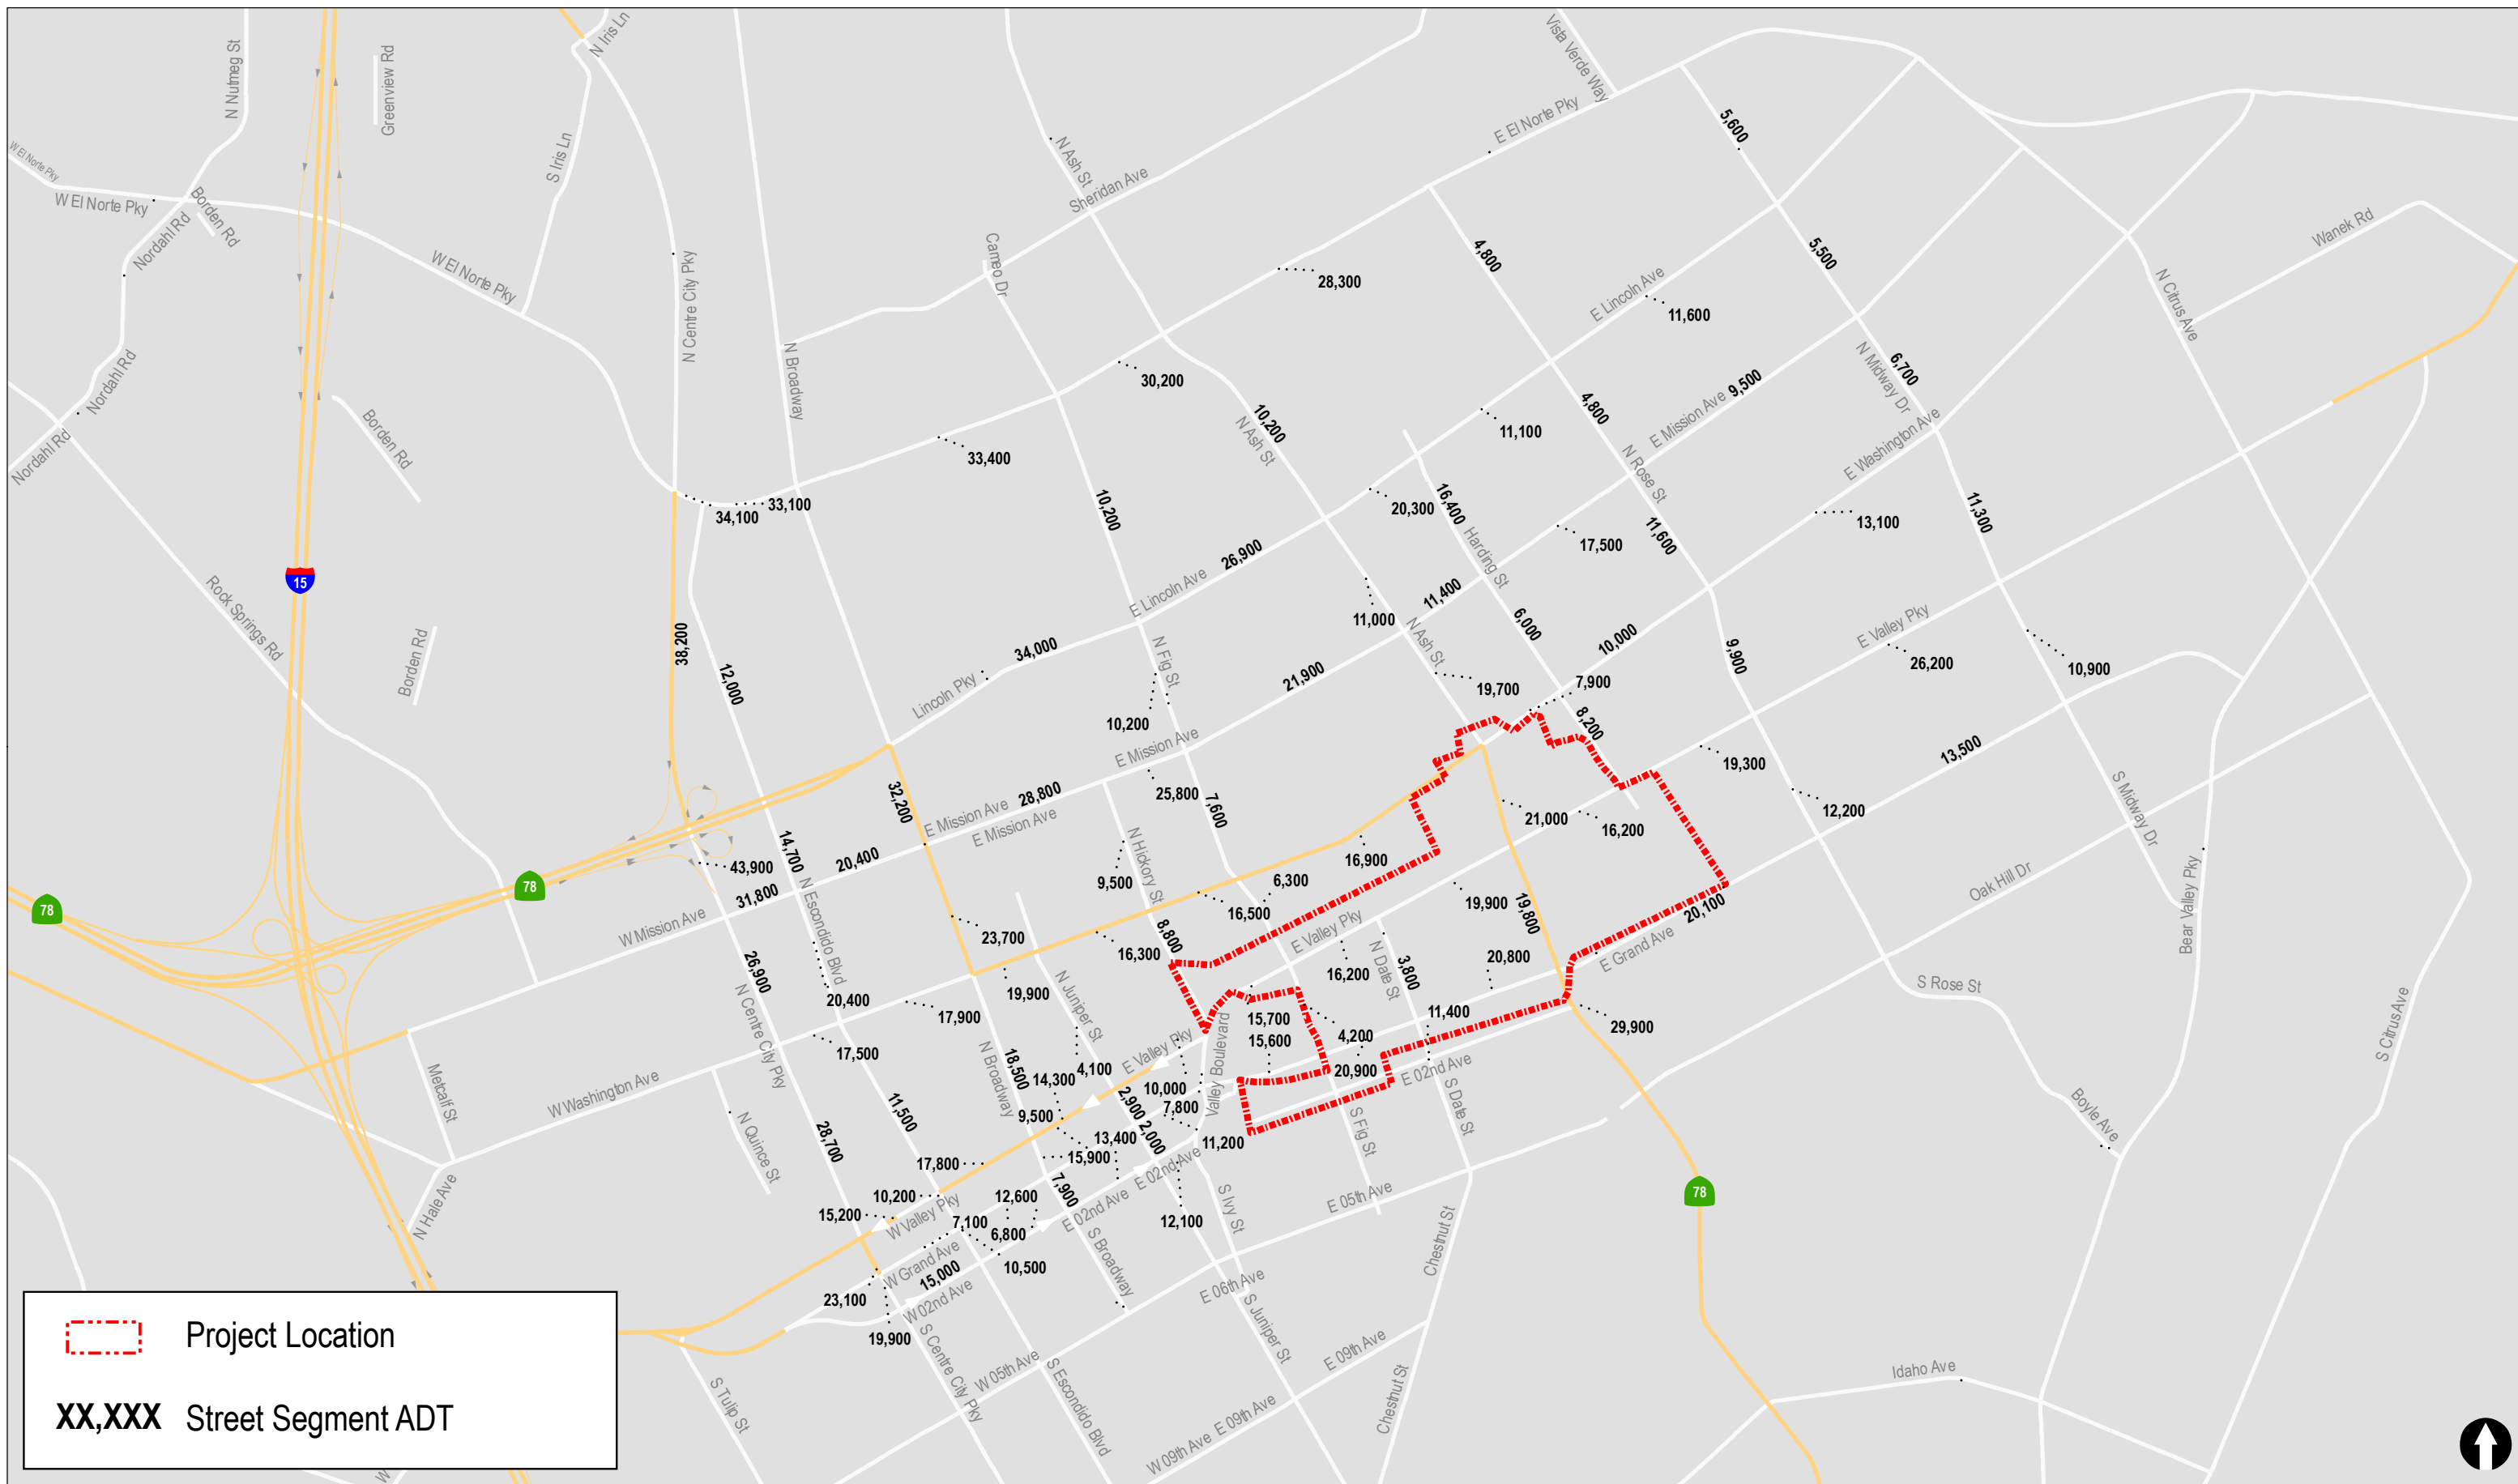 N Nutmeg St
Greenview Rd
N Iris Ln
S Iris Ln
Vista Verde Way
E El Norte Pky
5,600
W El Norte Pky
W El Norte Pky
Borden Rd
Nordahl Rd
W El Norte Pky
N Centre City Pky
N Ash St
Sheridan Ave
Cameo Dr
28,300
4,800
5,500
E Lincoln Ave
11,600
Wanek Rd
N Citrus Ave
Nordahl Rd
Nordahl Rd
Borden Rd
N Broadway
30,200
10,200
N Ash St
4,800
E Mission Ave
9,500
N Midway Dr
6,700
E Washington Ave
33,400
11,100
34,100
33,100
10,200
20,300
16,400
Harding St
N Rose St
11,600
17,500
13,100
11,300
15
Rock Springs Rd
Borden Rd
38,200
12,000
E Lincoln Ave
26,900
11,000
11,400
N Ash St
6,000
10,000
9,900
E Valley Pky
26,200
10,900
Lincoln Pky
34,000
N Fig St
10,200
21,900
19,700
7,900
8,200
E Mission Ave
19,300
13,500
32,200
28,800
E Mission Ave
E Mission Ave
25,800
7,600
21,000
16,200
12,200
S Midway Dr
78
78
43,900
14,700
20,400
31,800
W Mission Ave
N Escondido Blvd
N Hickory St
9,500
16,900
6,300
16,500
19,900
19,800
20,100
Oak Hill Dr
Bear Valley Pky
23,700
16,300
8,800
E Valley Pky
16,200
N Date St
3,800
20,800
E Grand Ave
26,900
N Centre City Pky
20,400
17,900
19,900
N Juniper St
17,500
15,700
15,600
4,200
11,400
29,900
S Rose St
S Citrus Ave
Metcalf St
W Washington Ave
N Quince St
N Broadway
18,500
14,300
4,100
E Valley Pky
Valley Boulevard
10,000
7,800
20,900
E 02nd Ave
S Date St
11,500
9,500
2,900
2,000
13,400
15,900
11,200
S Fig St
Boyle Ave
28,700
17,800
7,900
E 02nd Ave
12,100
S Ivy St
E 05th Ave
Chestnut St
78
N Hale Ave
10,200
15,200
W Valley Pky
12,600
7,100
6,800
E 02nd Ave
S Broadway
10,500
W Grand Ave
15,000
W 02nd Ave
23,100
19,900
E 06th Ave
S Juniper St
S Centre City Pky
W 05th Ave
S Escondido Blvd
E 09th Ave
E 09th Ave
W 09th Ave
Chestnut St
S Tulip St
Idaho Ave
W
Project Location
XX,XXX Street Segment ADT